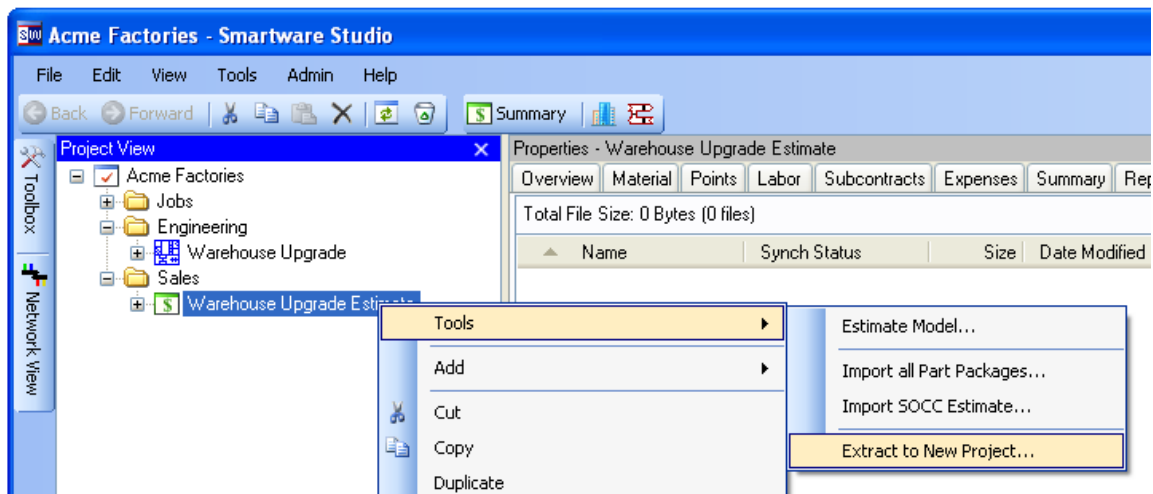 SW Acme Factories - Smartware Studio
File Edit View Tools Admin Help
Back Forward $ Summary
Toolbox
Network View
Project View
Acme Factories
Jobs
Engineering
Warehouse Upgrade
Sales
$ Warehouse Upgrade Estimate
Properties - Warehouse Upgrade Estimate
Overview Material Points Labor Subcontracts Expenses Summary Rep
Total File Size: 0 Bytes (0 files)
Name Synch Status Size Date Modified
Tools
Add
Cut
Copy
Duplicate
Estimate Model...
Import all Part Packages...
Import SOCC Estimate...
Extract to New Project...